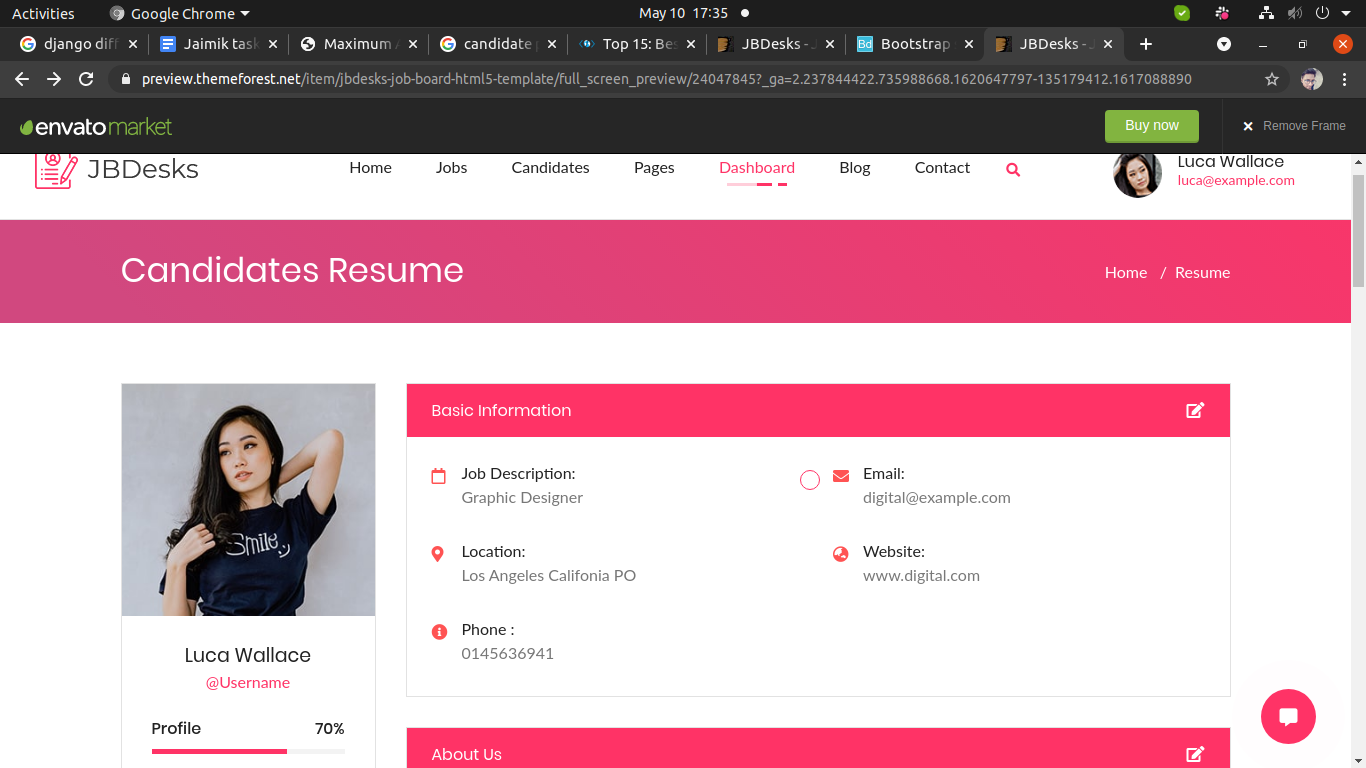 Activities
Google Chrome
May 10 17:35
django diff
Jaimik task
Maximum A
candidate p
Top 15: Bes
JBDesks - J
Bootstrap
JBDesks - J
preview.themeforest.net/item/jbdesks-job-board-html5-template/full_screen_preview/24047845?_ga=2.237844422.735988668.1620647797-135179412.1617088890
envatomarket
Buy now
Remove Frame
JBDesks
Home
Jobs
Candidates
Pages
Dashboard
Blog
Contact
Luca Wallace
luca@example.com
Candidates Resume
Home / Resume
Smile
Luca Wallace
@Username
Profile 70%
Basic Information
Job Description:
Graphic Designer
Email:
digital@example.com
Location:
Los Angeles Califonia PO
Website:
www.digital.com
Phone :
0145636941
About Us